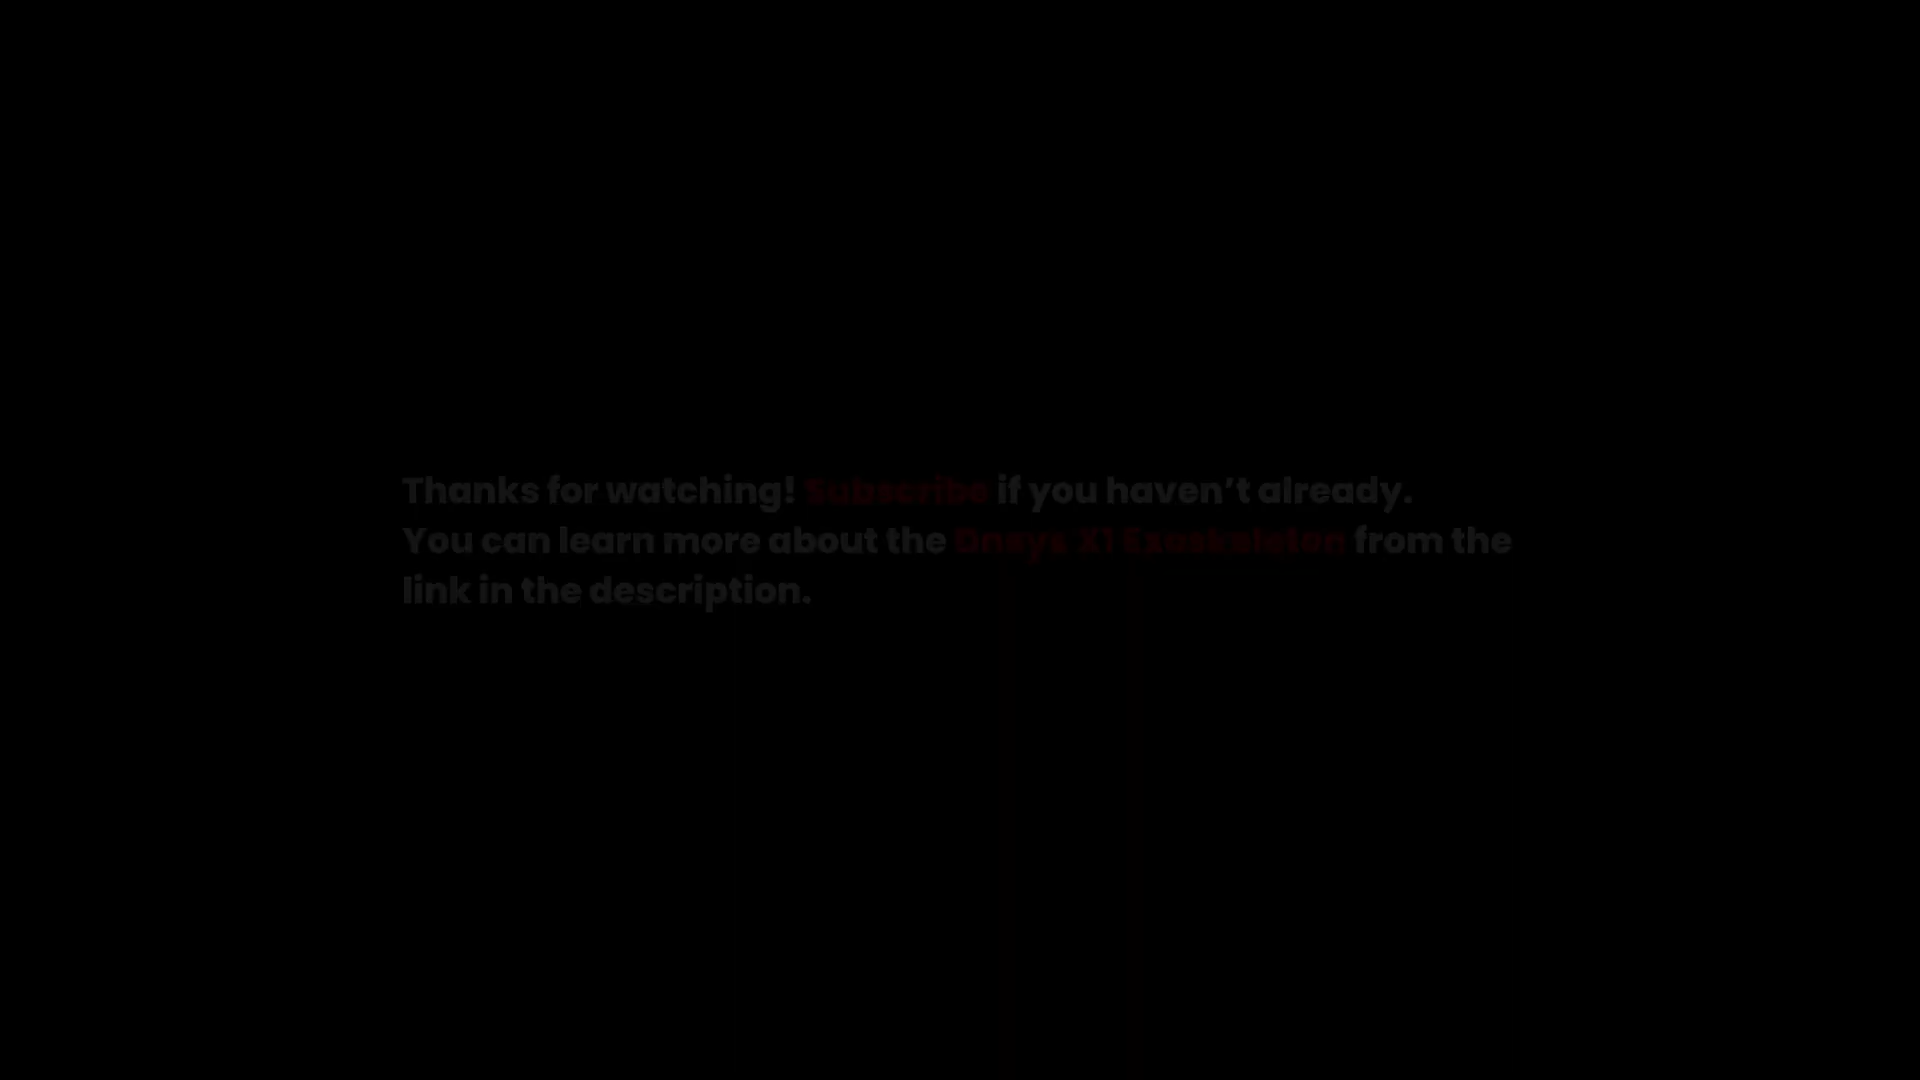 Thanks for watching! Subscribe if you haven’t already.
You can learn more about the Dnsys X1 Exoskeleton from the
link in the description.